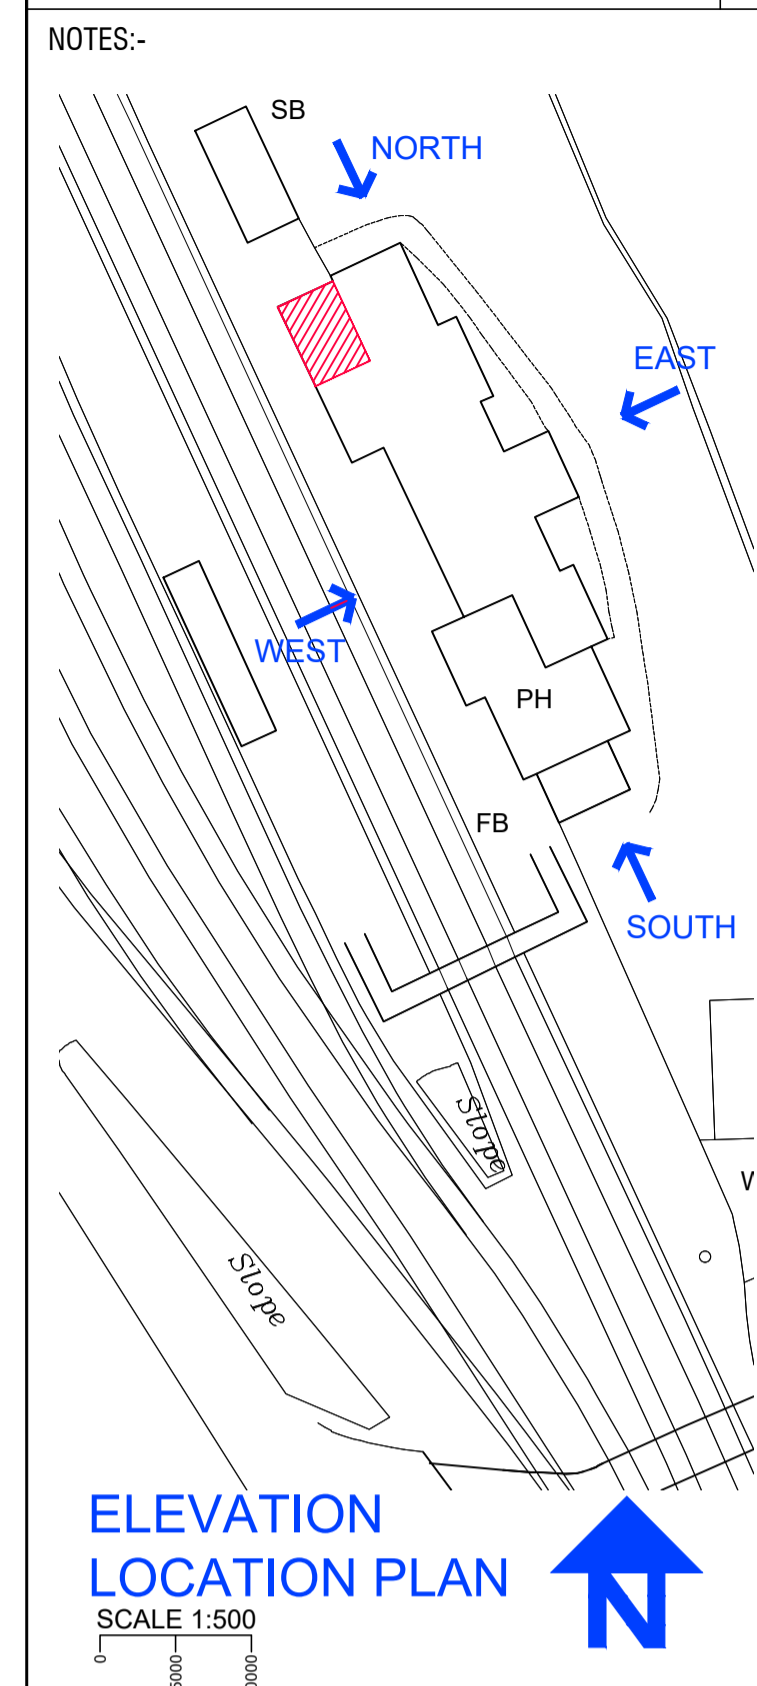 NOTES:-
SB
NORTH
EAST
WEST
PH
FB
SOUTH
Slope
W
Slope
ELEVATION
LOCATION PLAN
N
SCALE 1:500
0